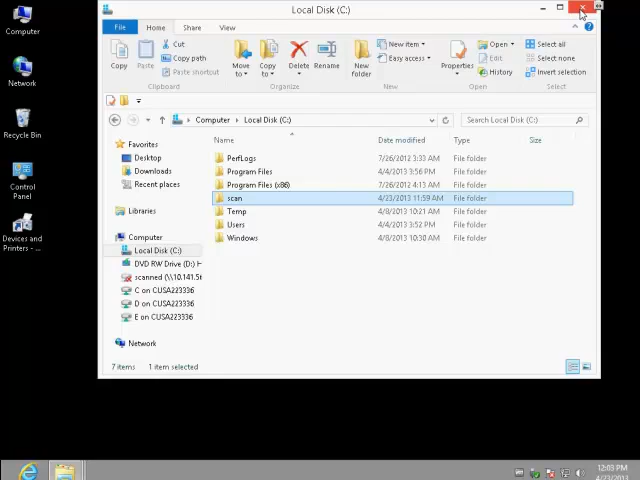 Computer
Network
Recycle Bin
Control
Panel
Devices and
Printers - ...
Local Disk (C:)
File
Home
Share
View
Copy
Paste
Cut
Copy path
Paste shortcut
Clipboard
Move
to
Copy
to
Delete
Rename
Organize
New
folder
New item
Easy access
New
Properties
Open
Edit
History
Open
Select all
Select none
Invert selection
Select
Computer
Local Disk (C:)
Search Local Disk (C:)
Name
Date modified
Type
Size
PerfLogs 7/26/2012 3:33 AM File folder
Program Files 4/4/2013 3:56 PM File folder
Program Files (x86) 7/26/2012 4:13 AM File folder
scan 4/23/2013 11:59 AM File folder
Temp 4/8/2013 10:21 AM File folder
Users 4/4/2013 3:52 PM File folder
Windows 4/8/2013 10:30 AM File folder
Favorites
Desktop
Downloads
Recent places
Libraries
Computer
Local Disk (C:)
DVD RW Drive (D:) H
scanned (\\10.141.56
C on CUSA223336
D on CUSA223336
E on CUSA223336
Network
7 items
1 item selected
12:03 PM
4/23/2013